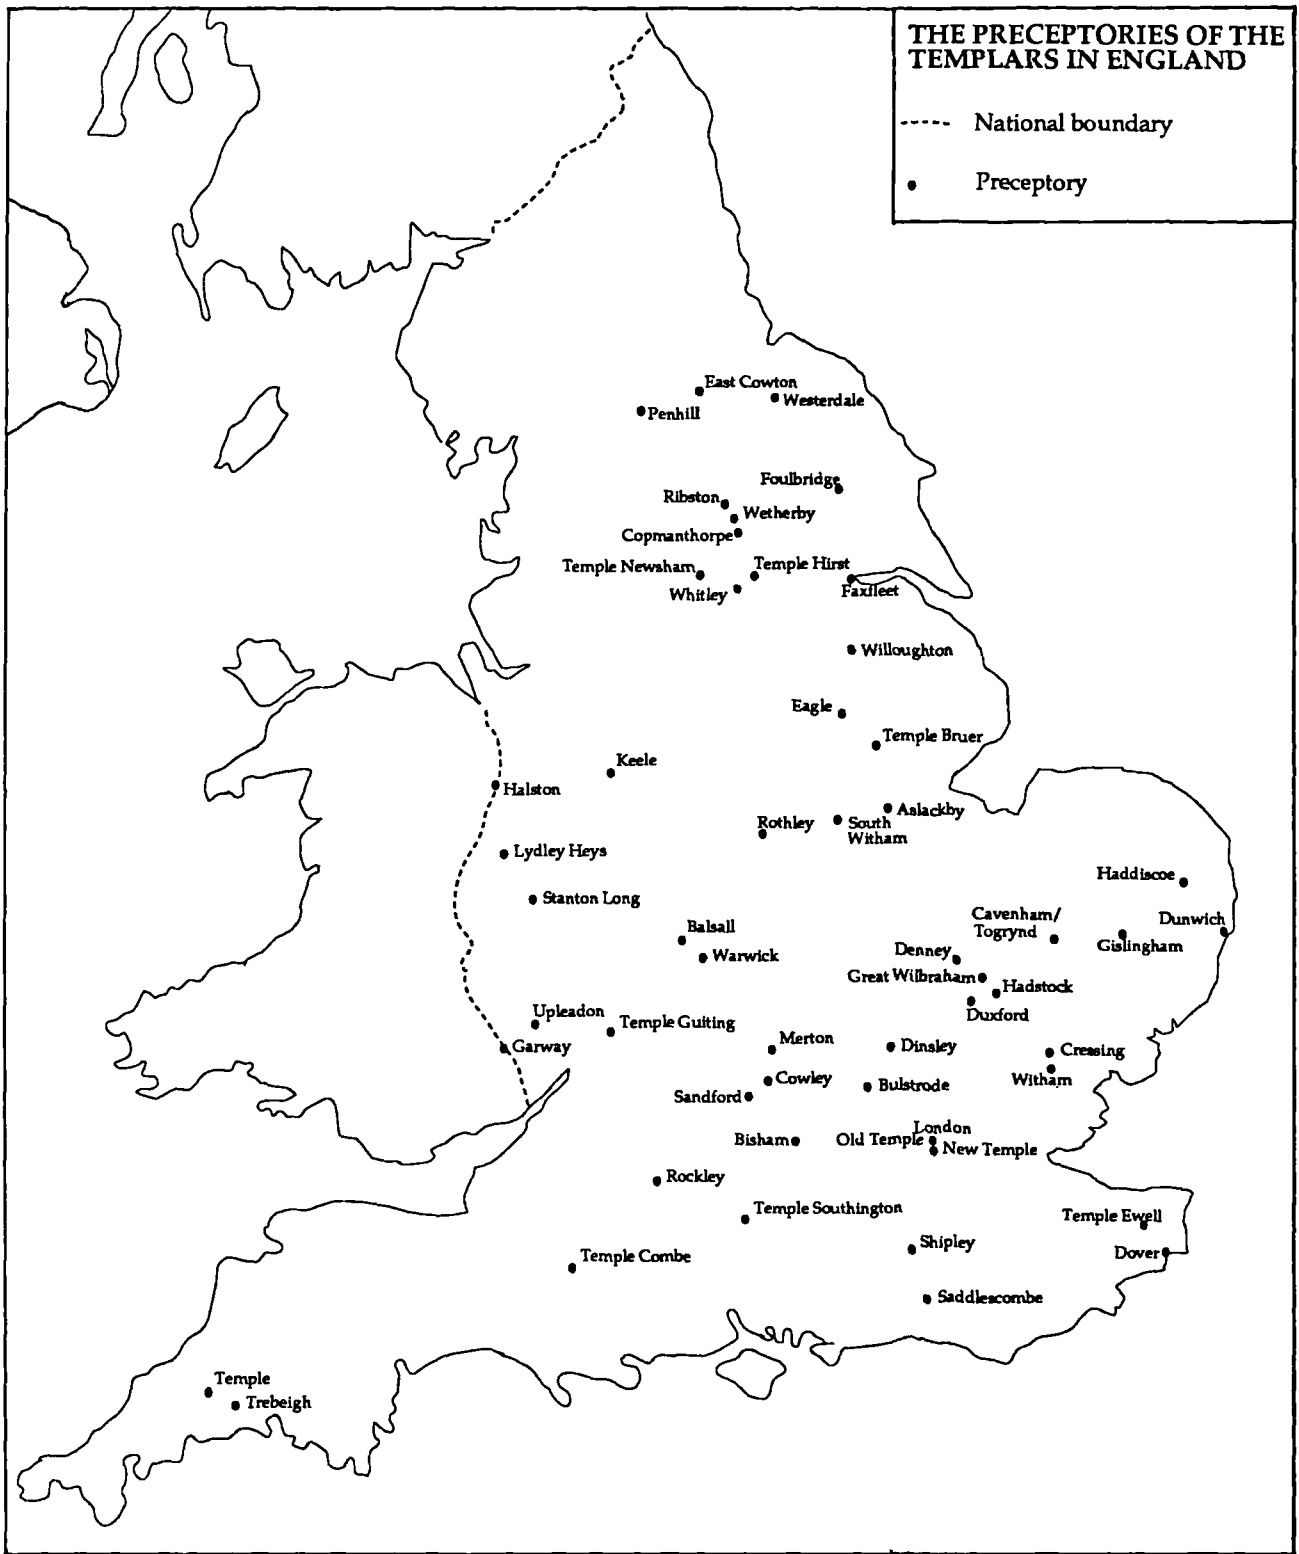 THE PRECEPTORIES OF THE
TEMPLARS IN ENGLAND
National boundary
Preceptory
East Cowton
Westerdale
Penhill
Foulbridge
Ribston
Wetherby
Copmanthorpe
Temple Newsham
Temple Hirst
Whitley
Faxfleet
Willoughton
Eagle
Temple Bruer
Keele
Halston
Aslackby
Rothley
South
Witham
Lydley Heys
Haddiscoe
Stanton Long
Cavenham/
Togrynd
Dunwich
Gislingham
Balsall
Warwick
Denney
Great Wilbraham
Hadstock
Duxford
Upleadon
Temple Guiting
Garway
Merton
Dinsley
Cressing
Witham
Cowley
Bulstrode
Sandford
London
Bisham
Old Temple
New Temple
Rockley
Temple Southington
Temple Ewell
Shipley
Dover
Temple Combe
Saddlescombe
Temple
Trebeigh